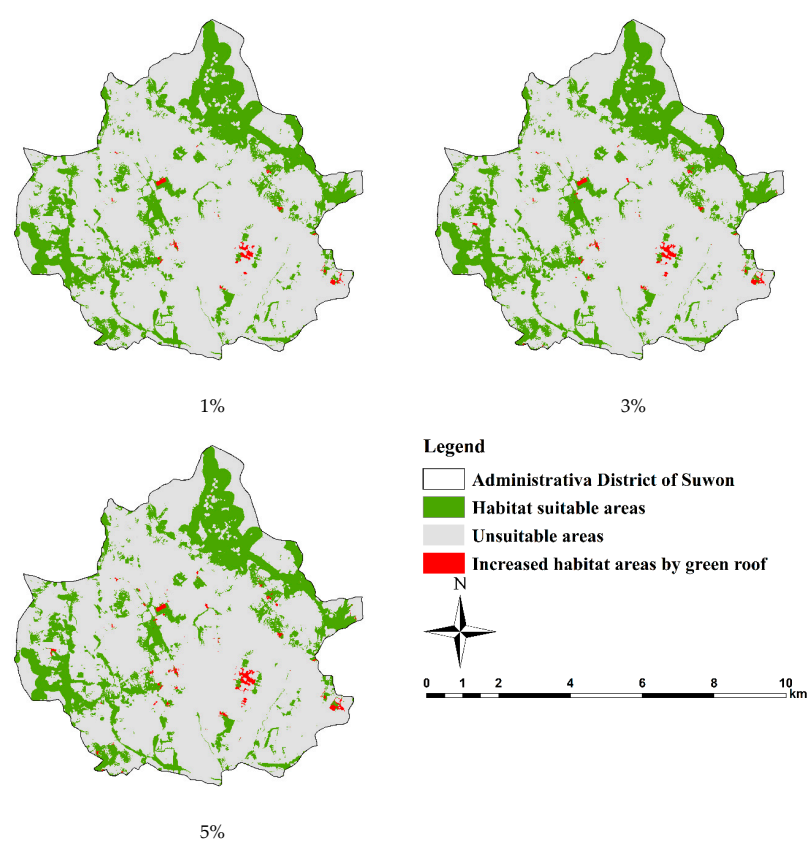 1%
3%
Legend
Administrativa District of Suwon
Habitat suitable areas
Unsuitable areas
Increased habitat areas by green roof
N
0 1 2 4 6 8 10
km
5%